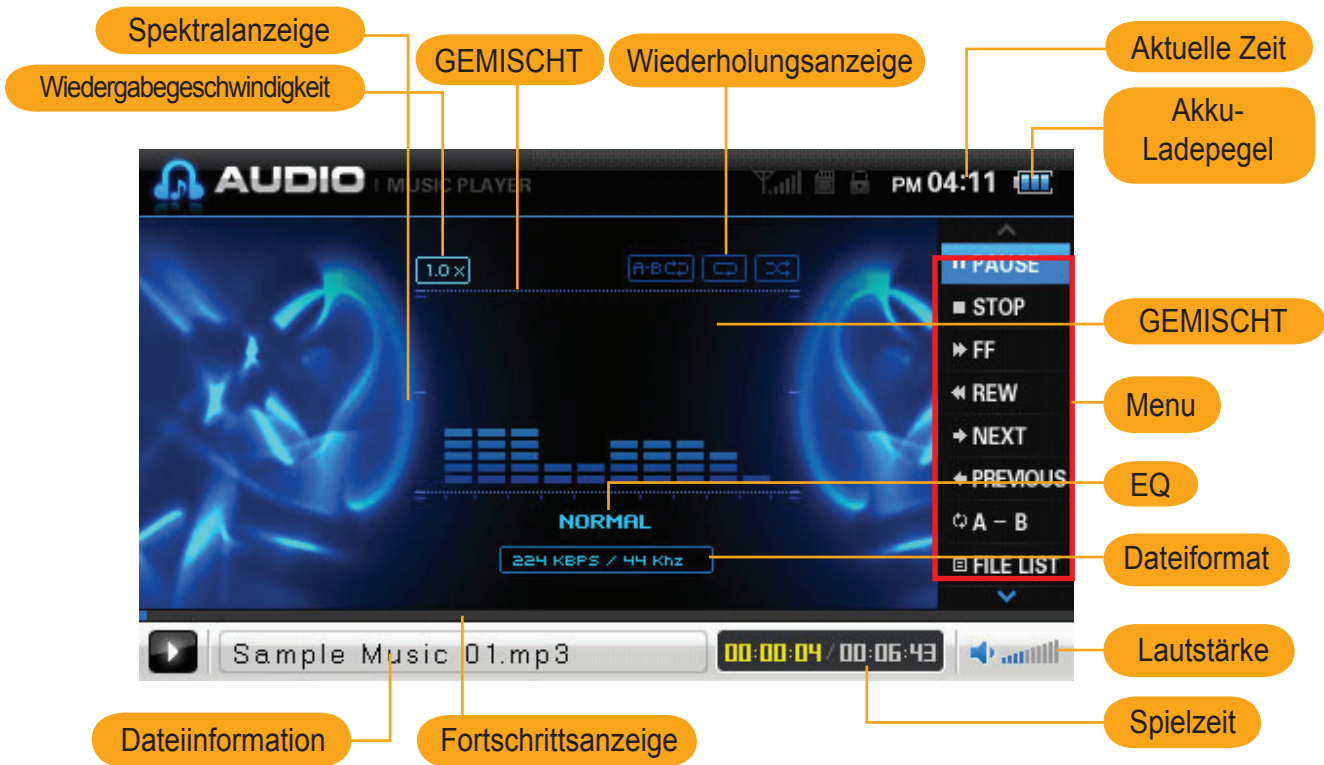 Spektralanzeige
GEMISCHT
Wiederholungsanzeige
Aktuelle Zeit
Wiedergabegeschwindigkeit
Akku-
Ladepegel
AUDIO | MUSIC PLAYER
PM 04:11
1.0 x
A-B
PAUSE
STOP
GEMISCHT
FF
REW
Menu
NEXT
PREVIOUS
EQ
NORMAL
A – B
224 KBPS / 44 Khz
Dateiformat
FILE LIST
Sample Music 01.mp3
00:00:04 / 00:06:43
Lautstärke
Spielzeit
Dateiinformation
Fortschrittsanzeige